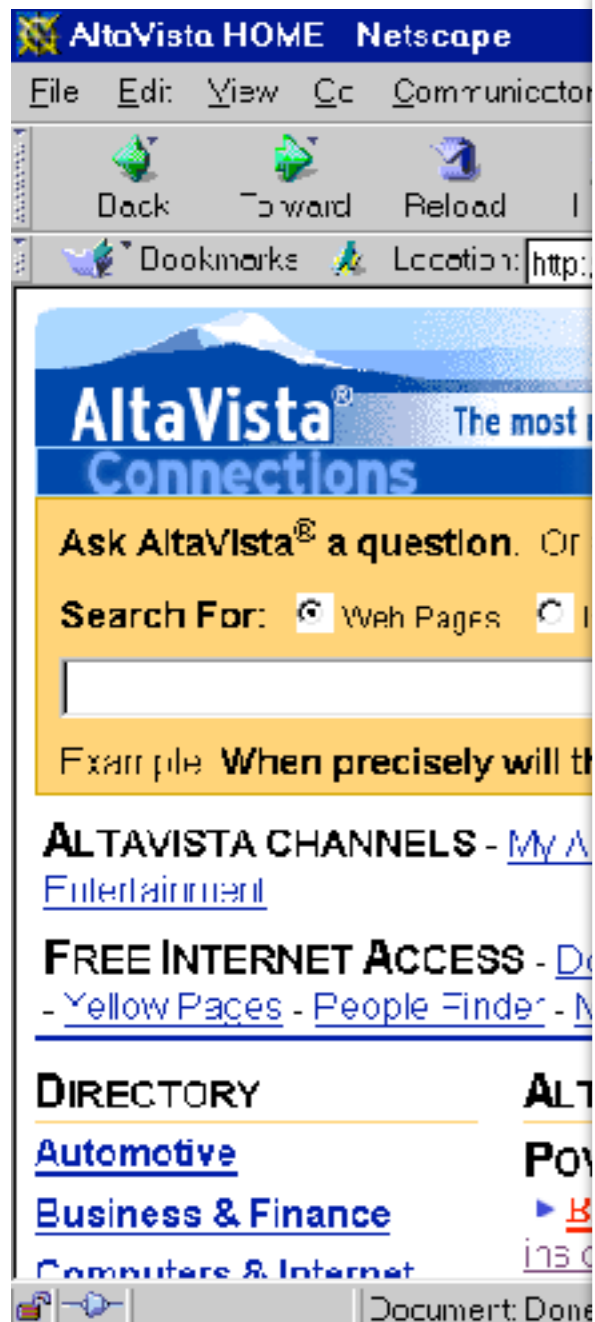 AltaVista HOME Netscape
File Edit View Go Communicator
Back Forward Reload
Bookmarks Location: http:
AltaVista® The most
Connections
Ask AltaVista® a question. Or
Search For: Web Pages
Example: When precisely will th
ALTAVISTA CHANNELS - My A
Entertainment
FREE INTERNET ACCESS - Do
- Yellow Pages - People Finder - N
DIRECTORY ALT
Automotive Pow
Business & Finance
Computers & Internet
Document: Done